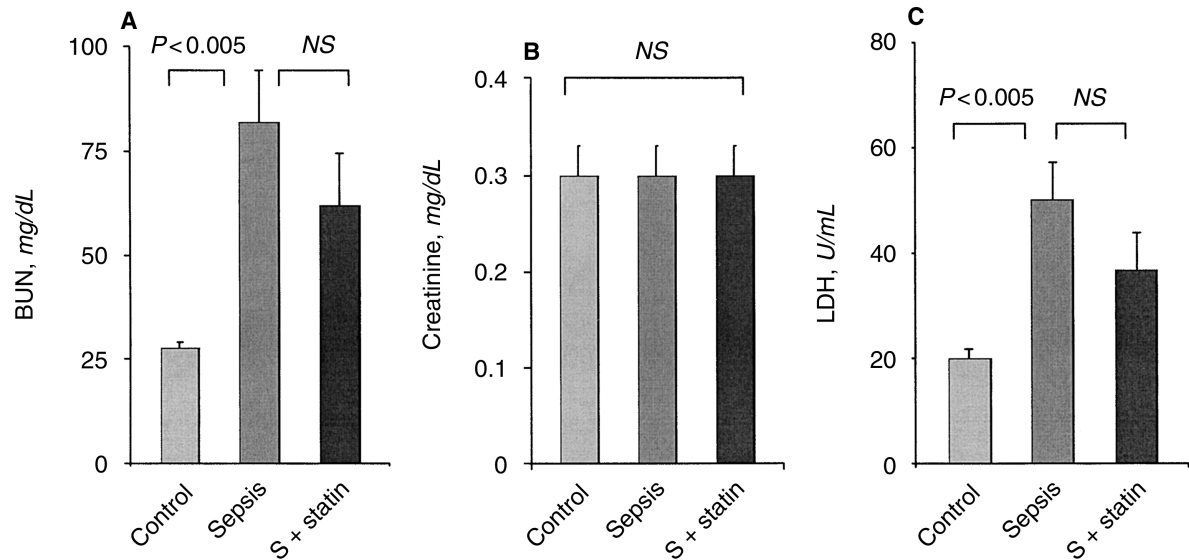 A
P < 0.005
NS
100
75
50
25
0
BUN, mg/dL
Control
Sepsis
S + statin
B
NS
0.4
0.3
0.2
0.1
0
Creatinine, mg/dL
Control
Sepsis
S + statin
C
80
P < 0.005
NS
60
40
20
0
LDH, U/mL
Control
Sepsis
S + statin